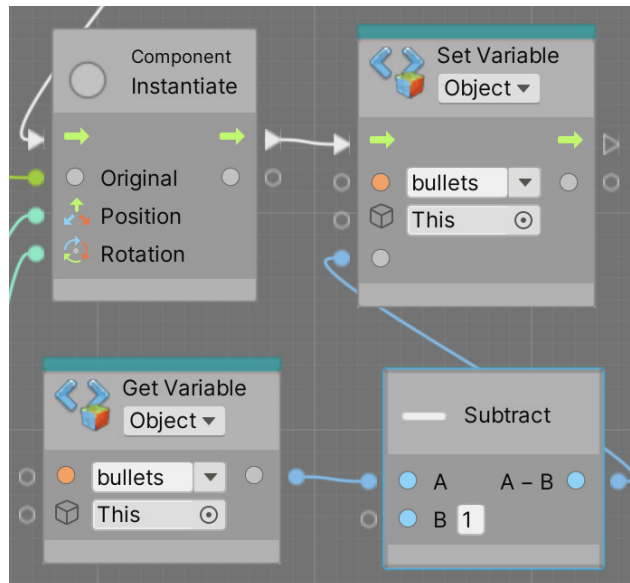 Component
Instantiate
Original
Position
Rotation
Set Variable
Object
bullets
This
Get Variable
Object
bullets
This
Subtract
A A – B
B 1